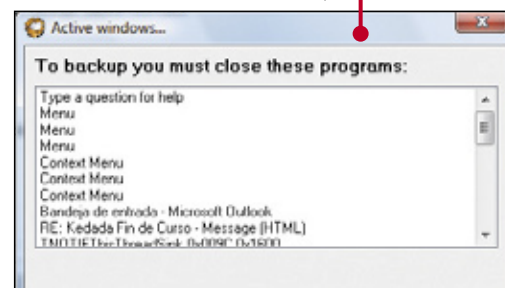 Active windows...
To backup you must close these programs:
Type a question for help
Menu
Menu
Menu
Context Menu
Context Menu
Context Menu
Bandeja de entrada - Microsoft Outlook
RE: Kedada Fin de Curso - Message (HTML)